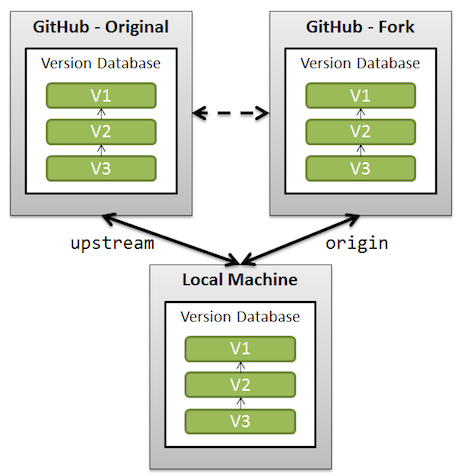 GitHub - Original
Version Database
V1
V2
V3
GitHub - Fork
Version Database
V1
V2
V3
upstream
origin
Local Machine
Version Database
V1
V2
V3